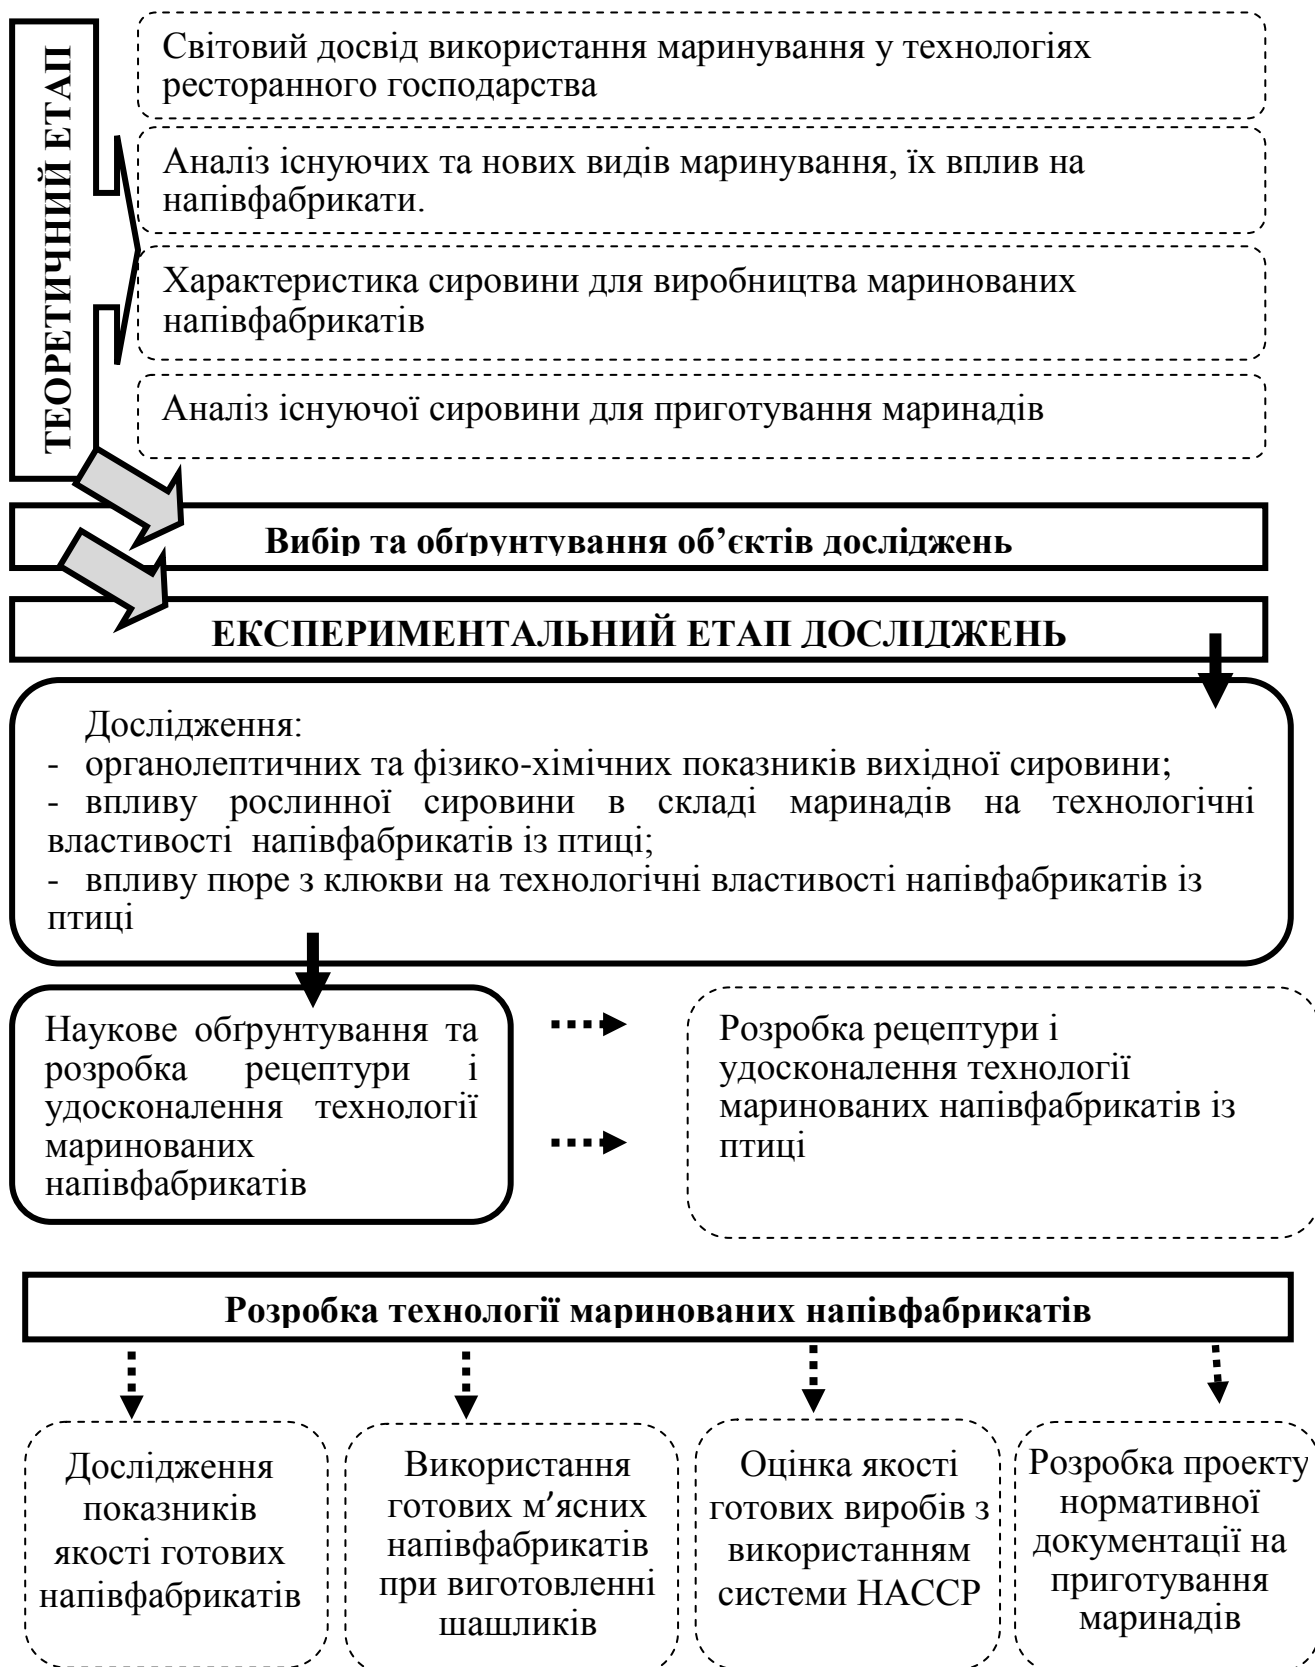 ТЕОРЕТИЧНИЙ ЕТАП
Світовий досвід використання маринування у технологіях
ресторанного господарства
Аналіз існуючих та нових видів маринування, їх вплив на
напівфабрикати.
Характеристика сировини для виробництва маринованих
напівфабрикатів
Аналіз існуючої сировини для приготування маринадів
Вибір та обґрунтування об’єктів досліджень
ЕКСПЕРИМЕНТАЛЬНИЙ ЕТАП ДОСЛІДЖЕНЬ
Дослідження:
- органолептичних та фізико-хімічних показників вихідної сировини;
- впливу рослинної сировини в складі маринадів на технологічні
властивості напівфабрикатів із птиці;
- впливу пюре з клюкви на технологічні властивості напівфабрикатів із
птиці
Наукове обґрунтування та
розробка рецептури і
удосконалення технології
маринованих
напівфабрикатів
Розробка рецептури і
удосконалення технології
маринованих напівфабрикатів із
птиці
Розробка технології маринованих напівфабрикатів
Дослідження
показників
якості готових
напівфабрикатів
Використання
готових м’ясних
напівфабрикатів
при виготовленні
шашликів
Оцінка якості
готових виробів з
використанням
системи НАССР
Розробка проекту
нормативної
документації на
приготування
маринадів